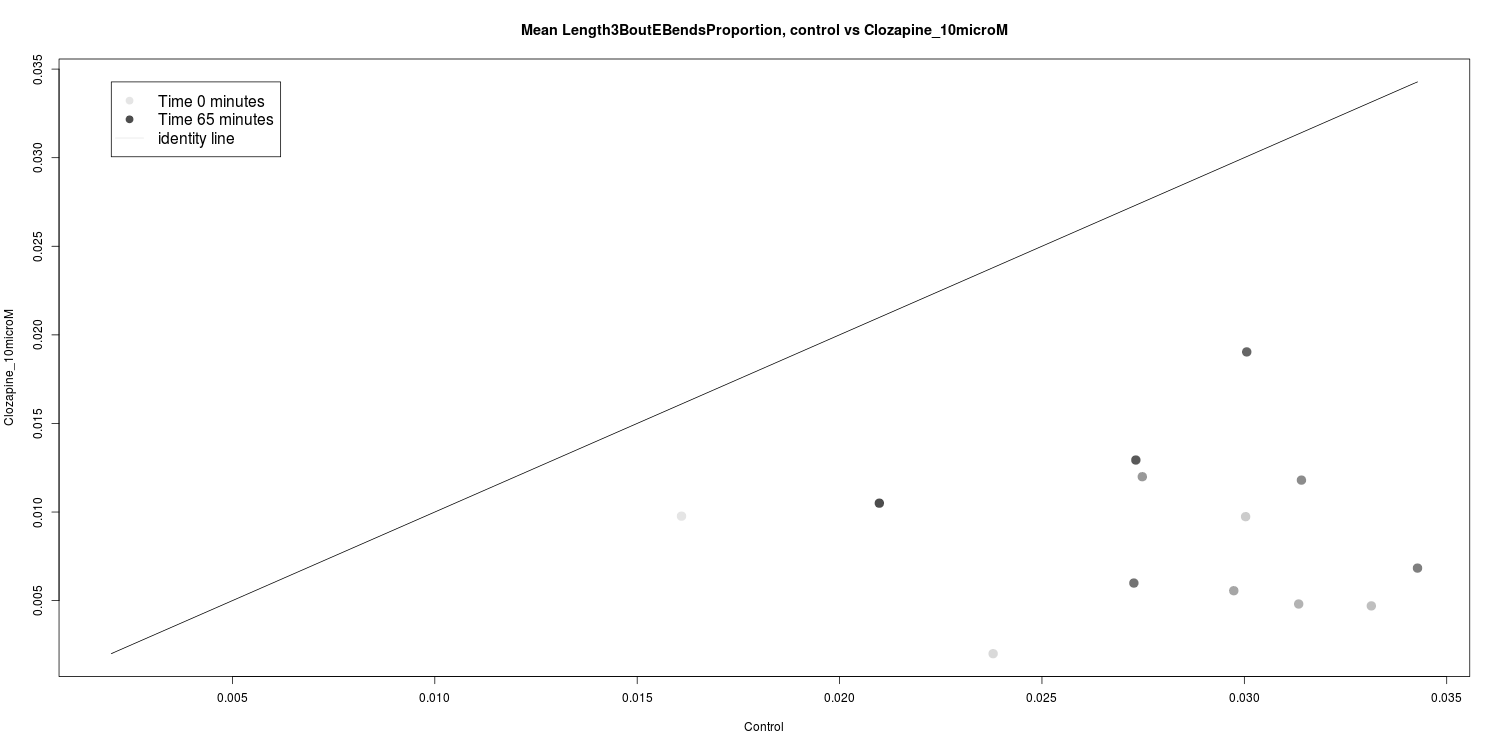 Mean Length3BoutEBendsProportion, control vs Clozapine_10microM
Time 0 minutes
Time 65 minutes
identity line
Clozapine_10microM
0.035
0.030
0.025
0.020
0.015
0.010
0.005
0.005 0.010 0.015 0.020 0.025 0.030 0.035
Control